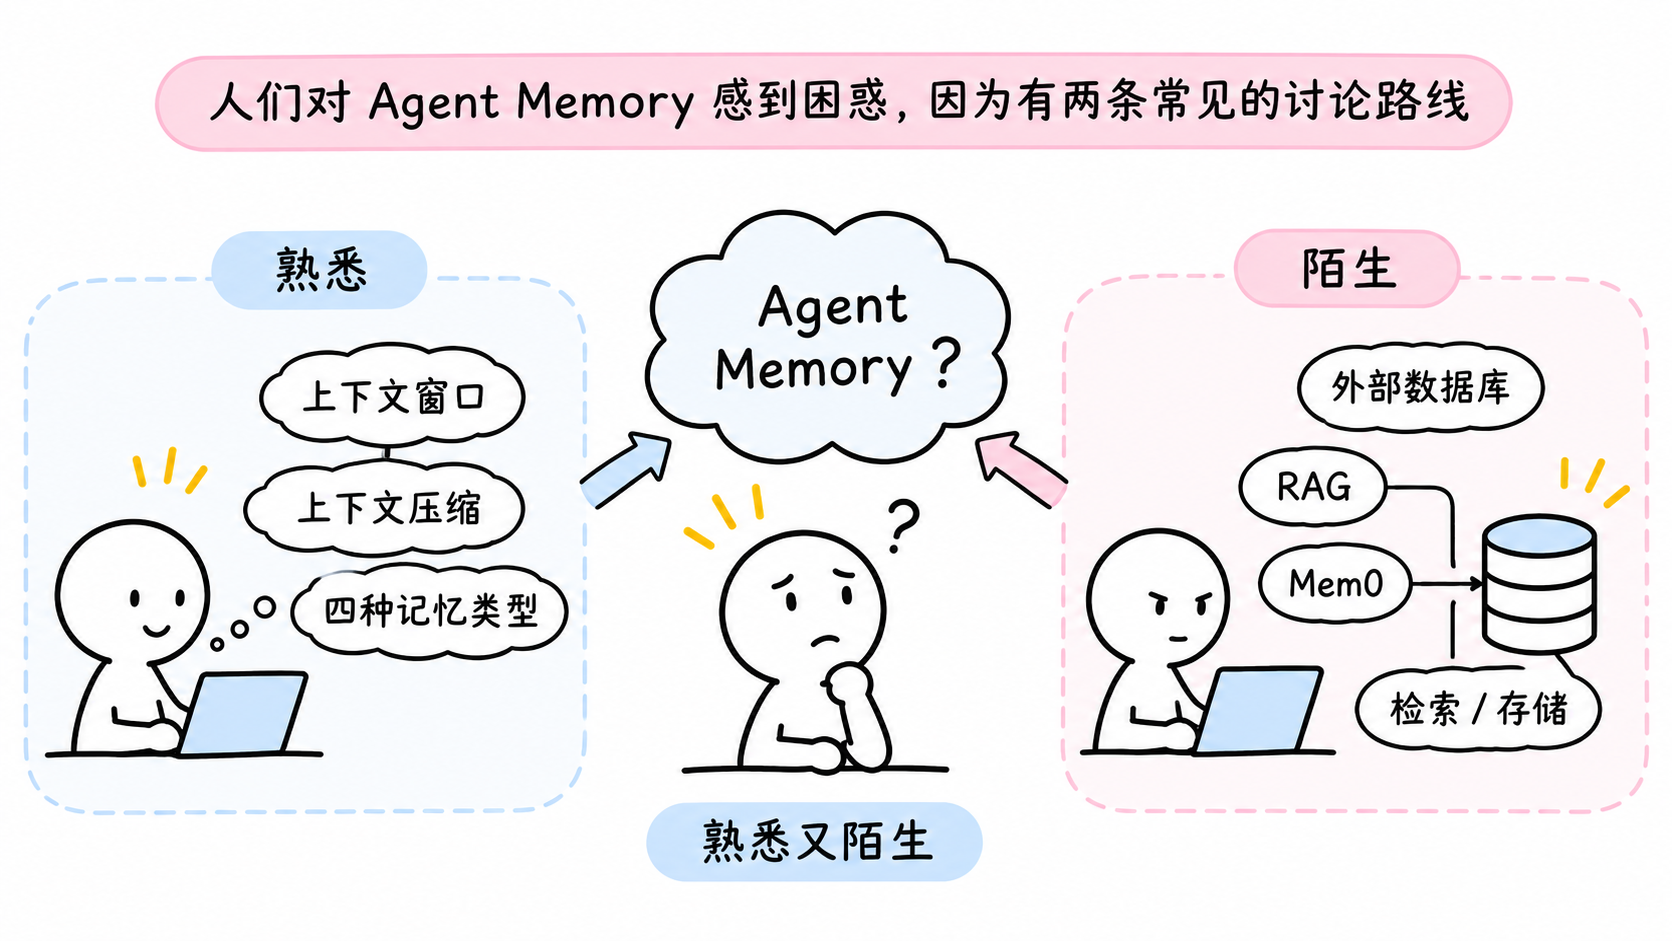 人们对 Agent Memory 感到困惑，因为有两条常见的讨论路线
熟悉
上下文窗口
上下文压缩
四种记忆类型
Agent
Memory？
?
熟悉又陌生
陌生
外部数据库
RAG
Mem0
检索 / 存储